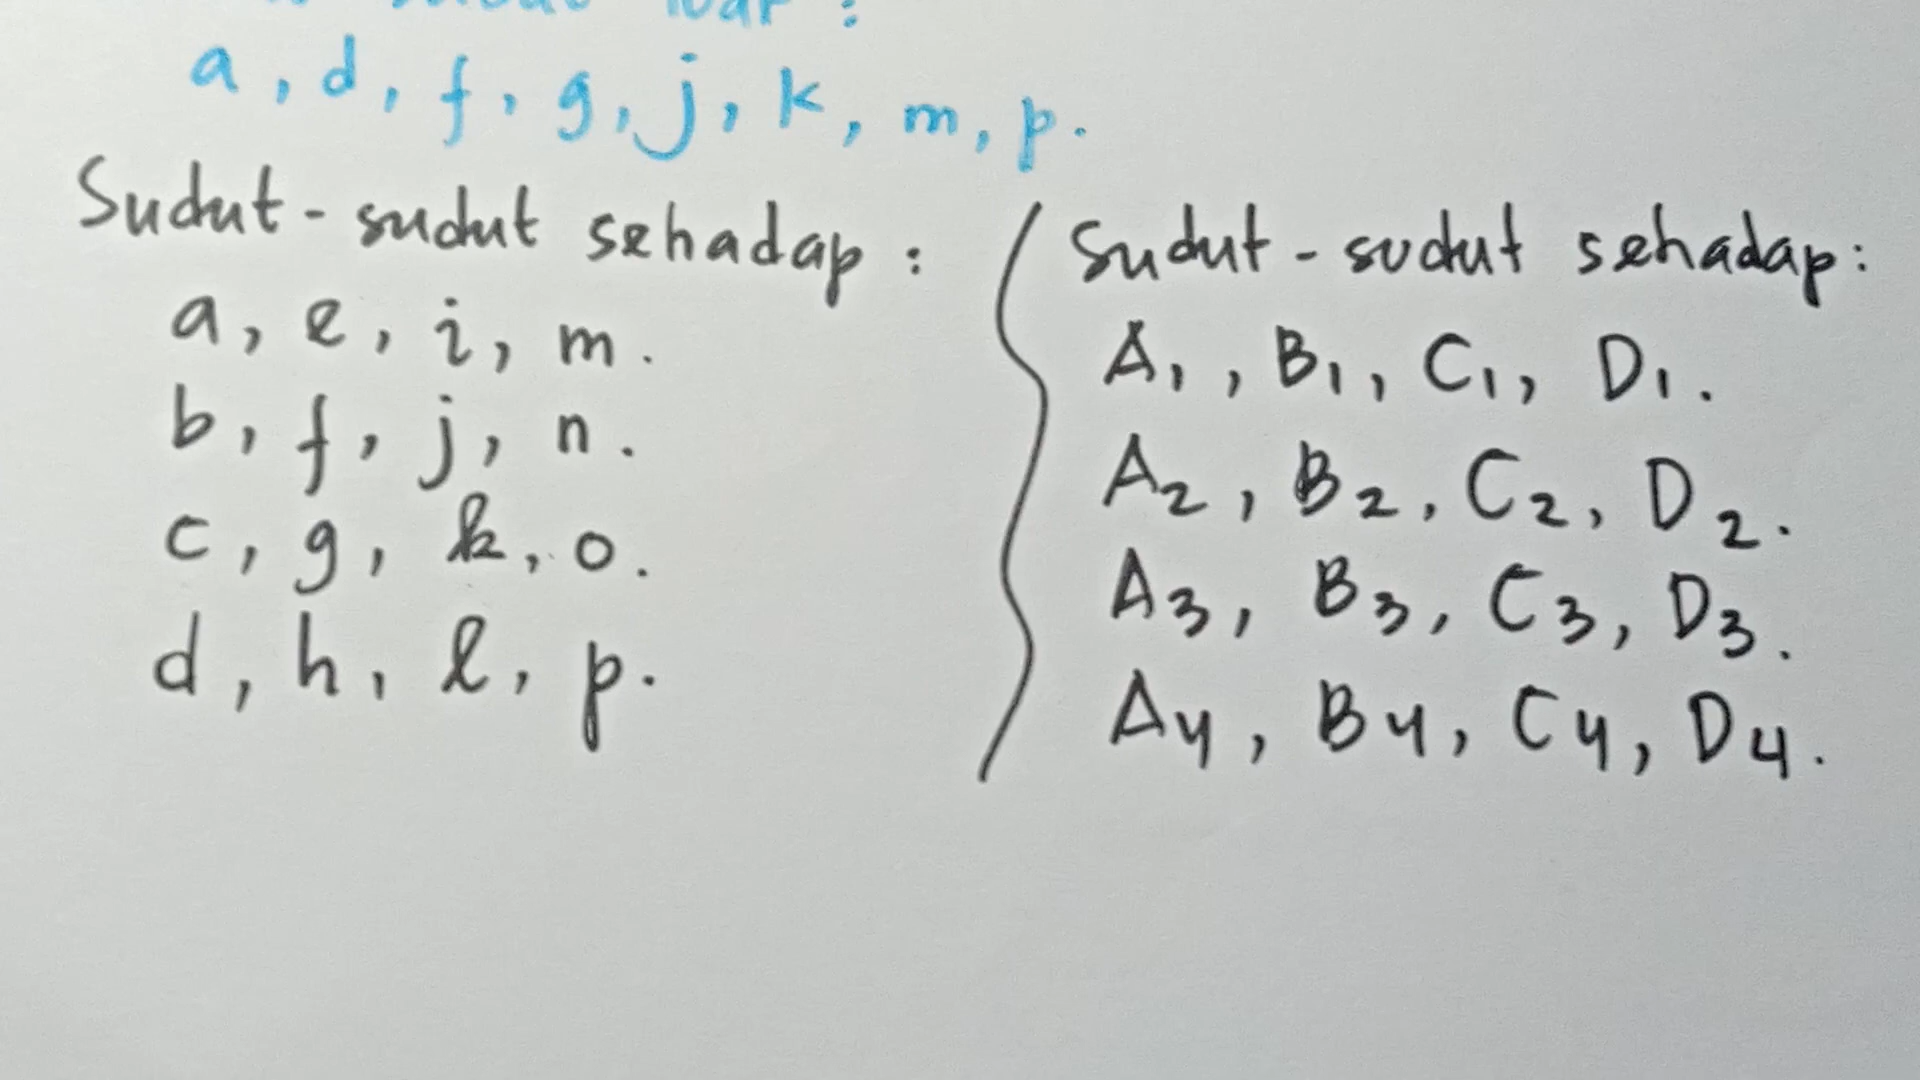 luar :
a, d, f, g, j, k, m, p.
Sudut - sudut sehadap :
a, e, i, m.
b, f, j, n.
c, g, k, o.
d, h, l, p.
Sudut - sudut sehadap :
A1, B1, C1, D1.
A2, B2, C2, D2.
A3, B3, C3, D3.
A4, B4, C4, D4.